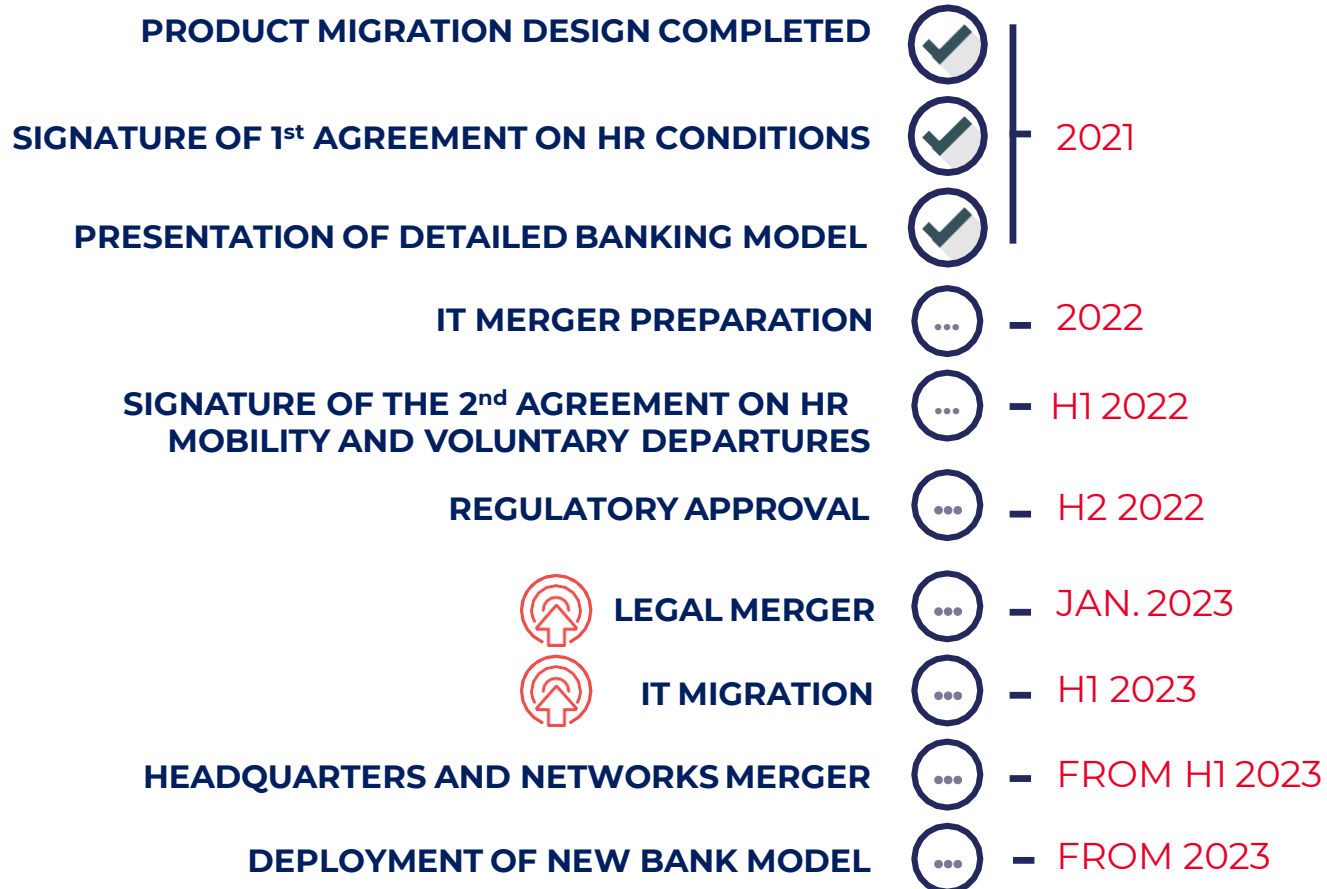 PRODUCT MIGRATION DESIGN COMPLETED
SIGNATURE OF 1st AGREEMENT ON HR CONDITIONS
2021
PRESENTATION OF DETAILED BANKING MODEL
IT MERGER PREPARATION
2022
SIGNATURE OF THE 2nd AGREEMENT ON HR
MOBILITY AND VOLUNTARY DEPARTURES
H1 2022
REGULATORY APPROVAL
H2 2022
LEGAL MERGER
JAN. 2023
IT MIGRATION
H1 2023
HEADQUARTERS AND NETWORKS MERGER
FROM H1 2023
DEPLOYMENT OF NEW BANK MODEL
FROM 2023